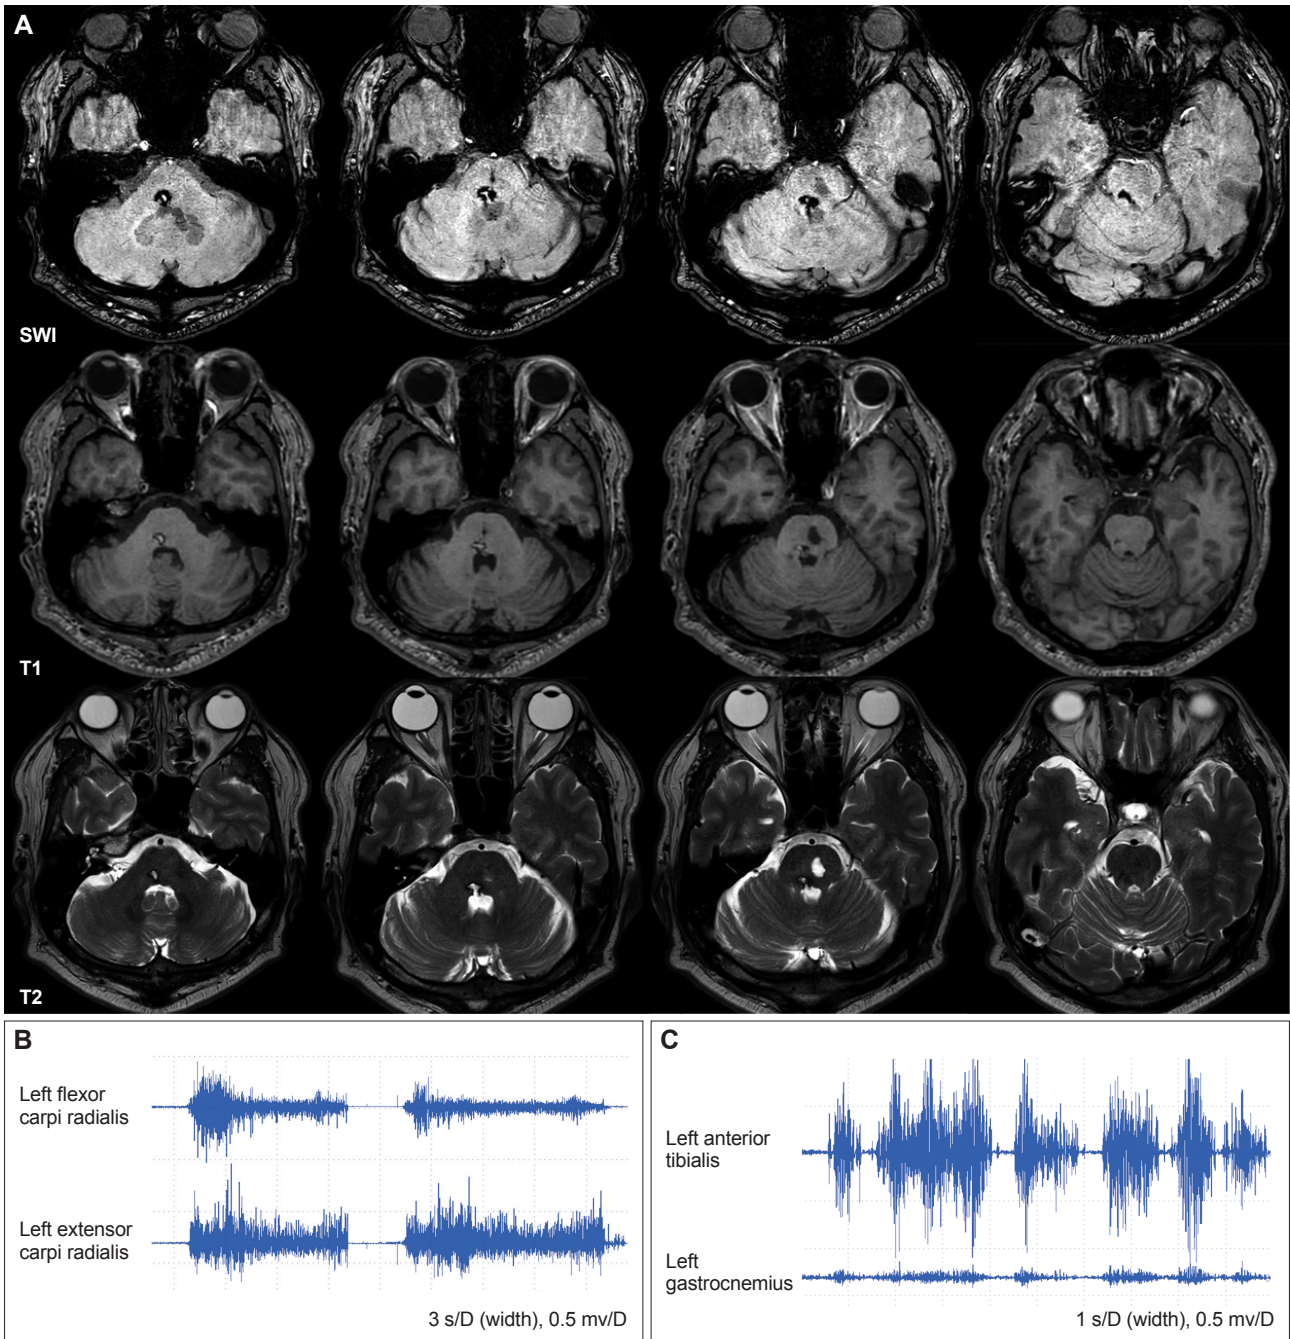 A
SWI
T1
T2
B
Left flexor
carpi radialis
Left extensor
carpi radialis
3 s/D (width), 0.5 mv/D
C
Left anterior
tibialis
Left
gastrocnemius
1 s/D (width), 0.5 mv/D